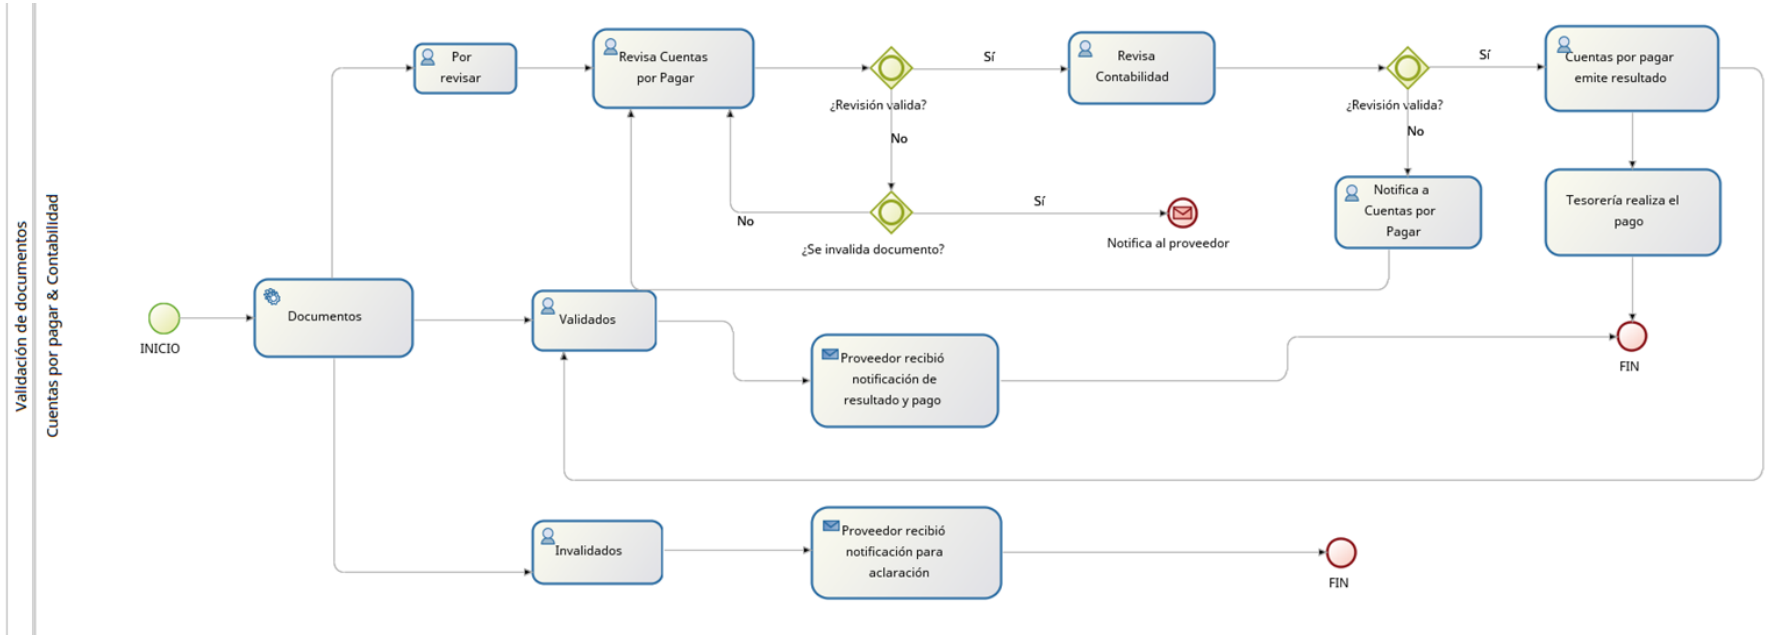 Validación de documentos
Cuentas por pagar & Contabilidad
INICIO
Documentos
Por
revisar
Revisa Cuentas
por Pagar
¿Revisión valida?
Sí
No
Revisa
Contabilidad
¿Revisión valida?
Sí
No
Cuentas por pagar
emite resultado
¿Se invalida documento?
No
Sí
Notifica al proveedor
Notifica a
Cuentas por
Pagar
Tesorería realiza el
pago
Validados
Proveedor recibió
notificación de
resultado y pago
FIN
Invalidados
Proveedor recibió
notificación para
aclaración
FIN